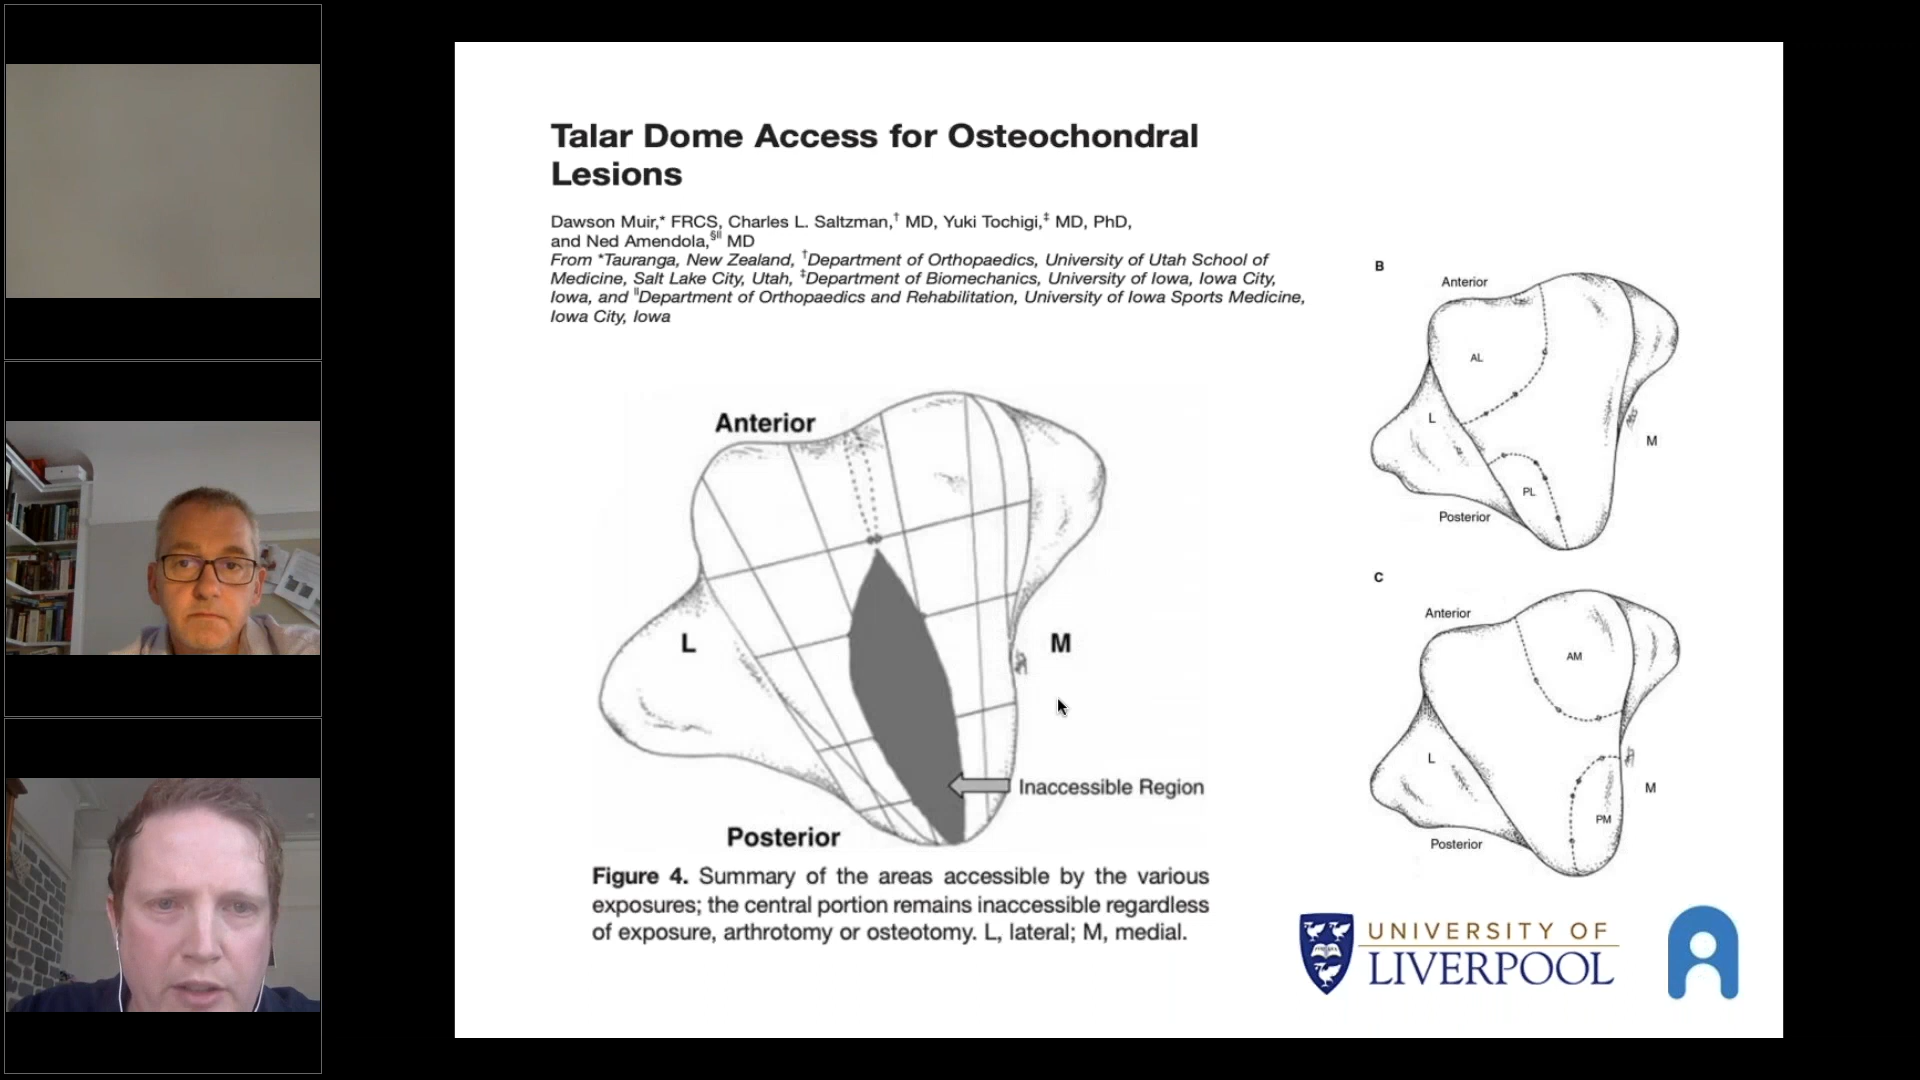 Talar Dome Access for Osteochondral
Lesions
Dawson Muir,* FRCS, Charles L. Saltzman,† MD, Yuki Tochigi,‡ MD, PhD,
and Ned Amendola,§ǁ MD
From *Tauranga, New Zealand, †Department of Orthopaedics, University of Utah School of
Medicine, Salt Lake City, Utah, ‡Department of Biomechanics, University of Iowa, Iowa City,
Iowa, and ǁDepartment of Orthopaedics and Rehabilitation, University of Iowa Sports Medicine,
Iowa City, Iowa
Anterior
L
M
Inaccessible Region
Posterior
Figure 4. Summary of the areas accessible by the various
exposures; the central portion remains inaccessible regardless
of exposure, arthrotomy or osteotomy. L, lateral; M, medial.
B
Anterior
AL
L
M
PL
Posterior
C
Anterior
AM
L
M
PM
Posterior
UNIVERSITY OF
LIVERPOOL